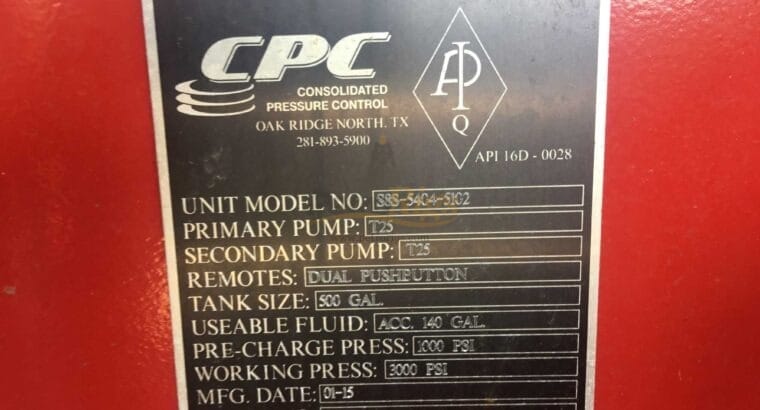 CPC
CONSOLIDATED
PRESSURE CONTROL
OAK RIDGE NORTH, TX
281-893-5900
API
Q
API 16D - 0028
UNIT MODEL NO: S8S-5404-5102
PRIMARY PUMP: T25
SECONDARY PUMP: T25
REMOTES: DUAL PUSHBUTTON
TANK SIZE: 500 GAL.
USEABLE FLUID: ACC. 140 GAL.
PRE-CHARGE PRESS: 1000 PSI
WORKING PRESS: 3000 PSI
MFG. DATE: 01-15